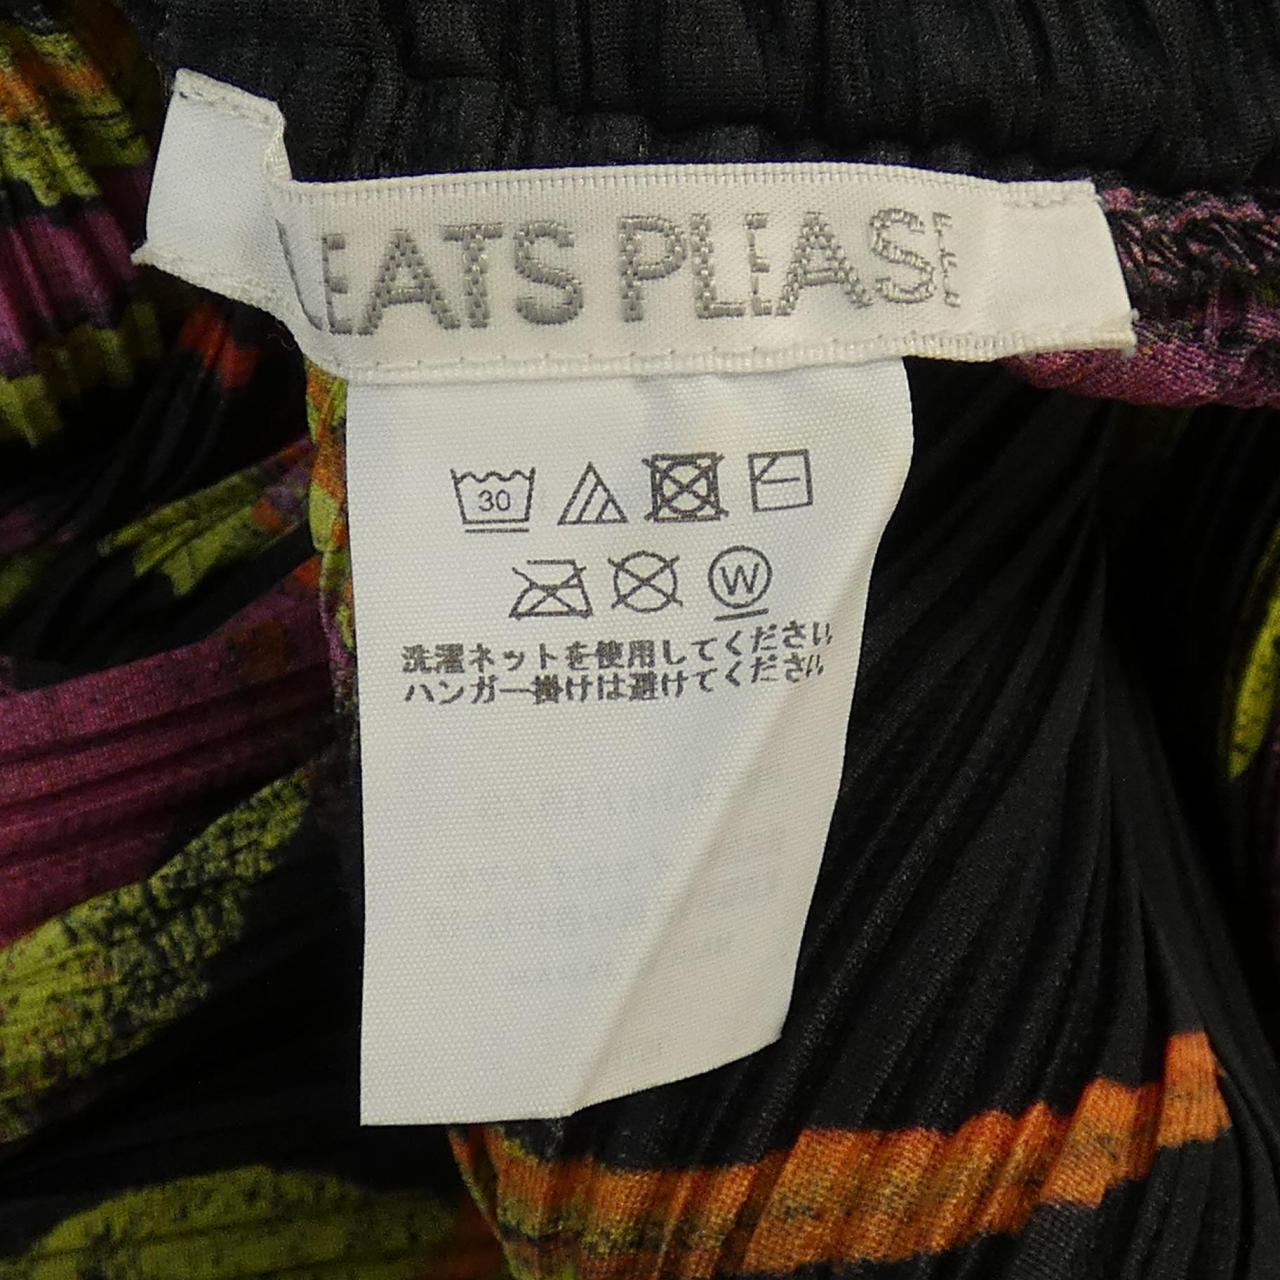 LEATS PLEASE
30
W
洗濯ネットを使用してください
ハンガー掛けは避けてください